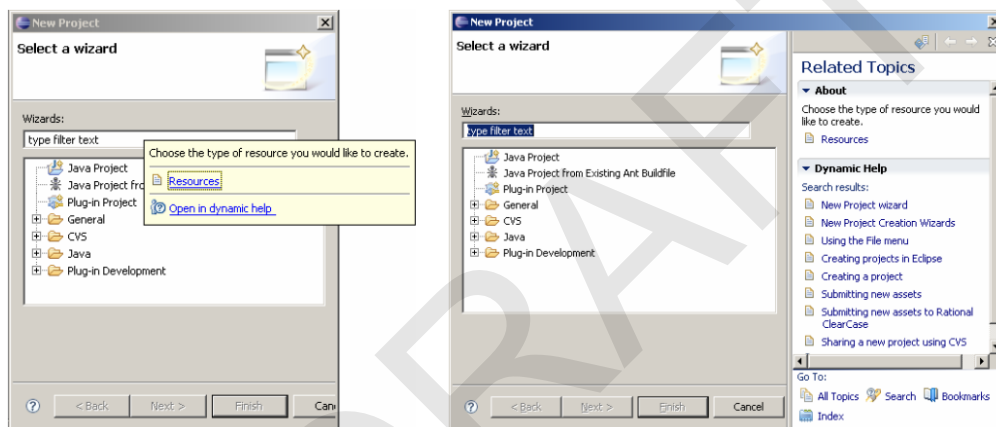 New Project
Select a wizard
Wizards:
type filter text
Choose the type of resource you would like to create.
Resources
Open in dynamic help
Java Project
Java Project fro
Plug-in Project
General
CVS
Java
Plug-in Development
< Back
Next >
Finish
New Project
Select a wizard
Wizards:
type filter text
Java Project
Java Project from Existing Ant Buildfile
Plug-in Project
General
CVS
Java
Plug-in Development
< Back
Next >
Finish
Cancel
Related Topics
About
Choose the type of resource you would
like to create.
Resources
Dynamic Help
Search results:
New Project wizard
New Project Creation Wizards
Using the File menu
Creating projects in Eclipse
Creating a project
Submitting new assets
Submitting new assets to Rational
ClearCase
Sharing a new project using CVS
Go To:
All Topics
Search
Bookmarks
Index